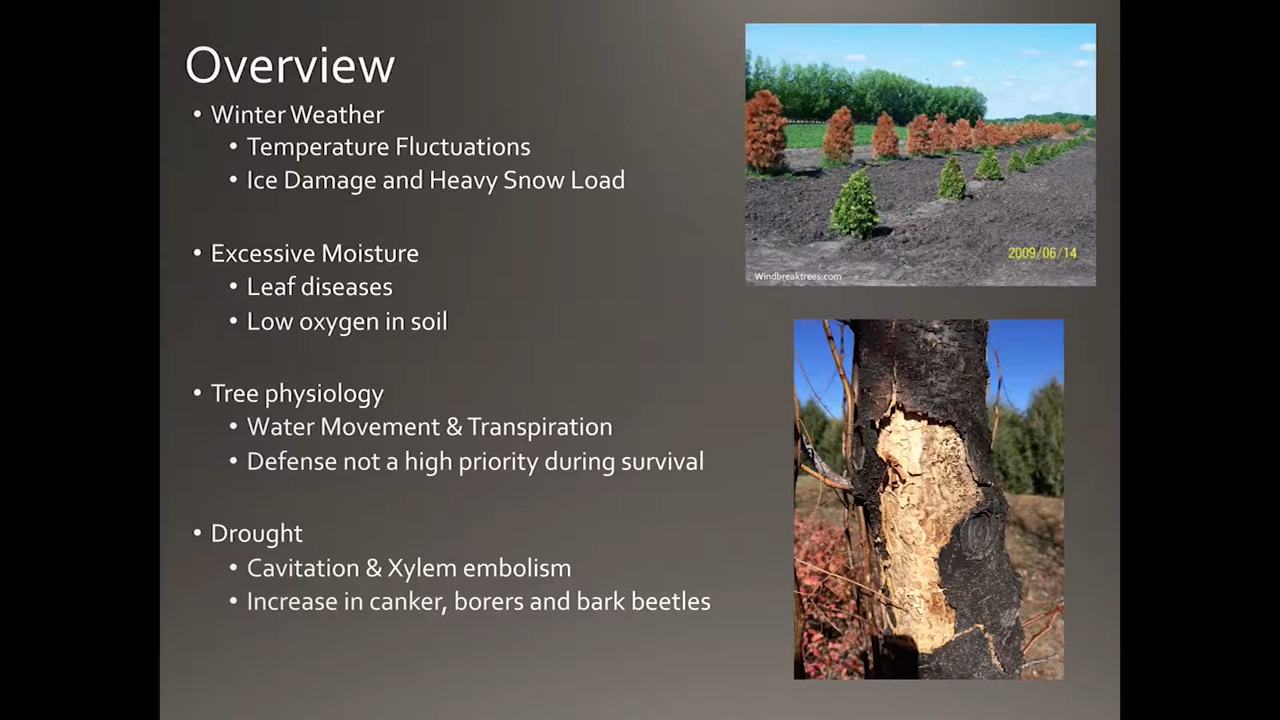 Overview
• Winter Weather
• Temperature Fluctuations
• Ice Damage and Heavy Snow Load
• Excessive Moisture
• Leaf diseases
• Low oxygen in soil
• Tree physiology
• Water Movement & Transpiration
• Defense not a high priority during survival
• Drought
• Cavitation & Xylem embolism
• Increase in canker, borers and bark beetles
2009/06/14
Windbreaktrees.com